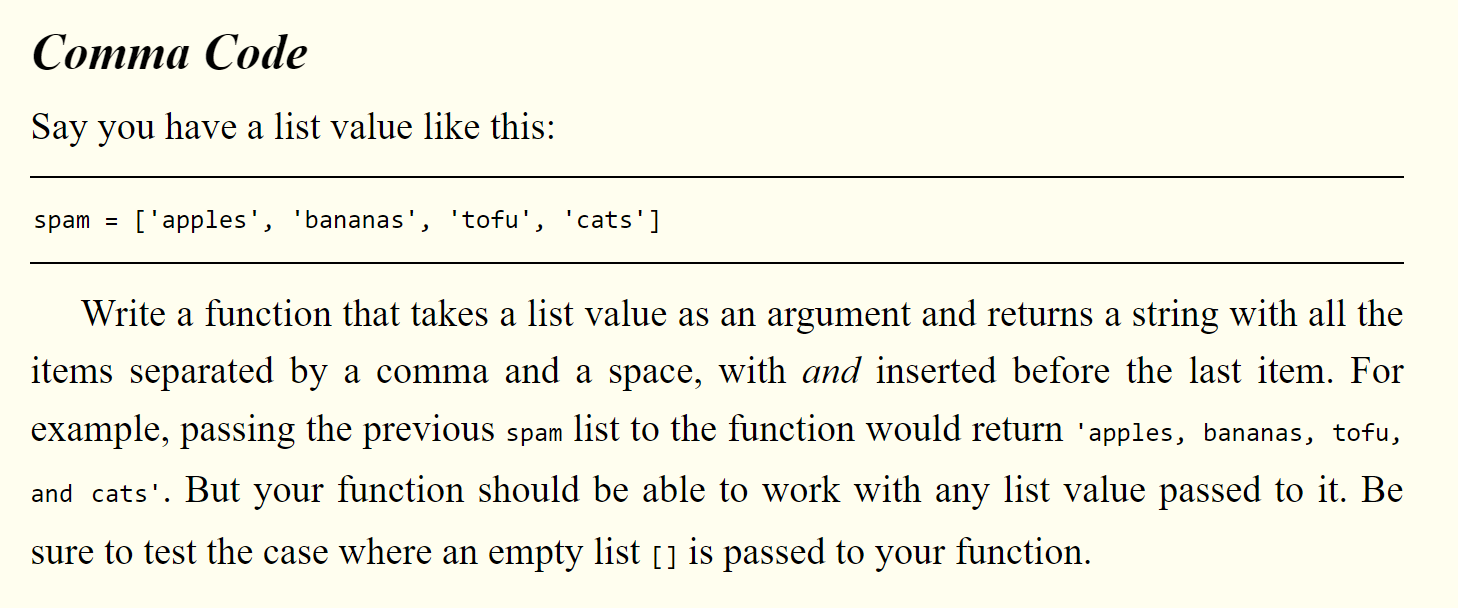 Comma Code
Say you have a list value like this:
spam = ['apples', 'bananas', 'tofu', 'cats']
Write a function that takes a list value as an argument and returns a string with all the
items separated by a comma and a space, with and inserted before the last item. For
example, passing the previous spam list to the function would return 'apples, bananas, tofu,
and cats'. But your function should be able to work with any list value passed to it. Be
sure to test the case where an empty list [] is passed to your function.